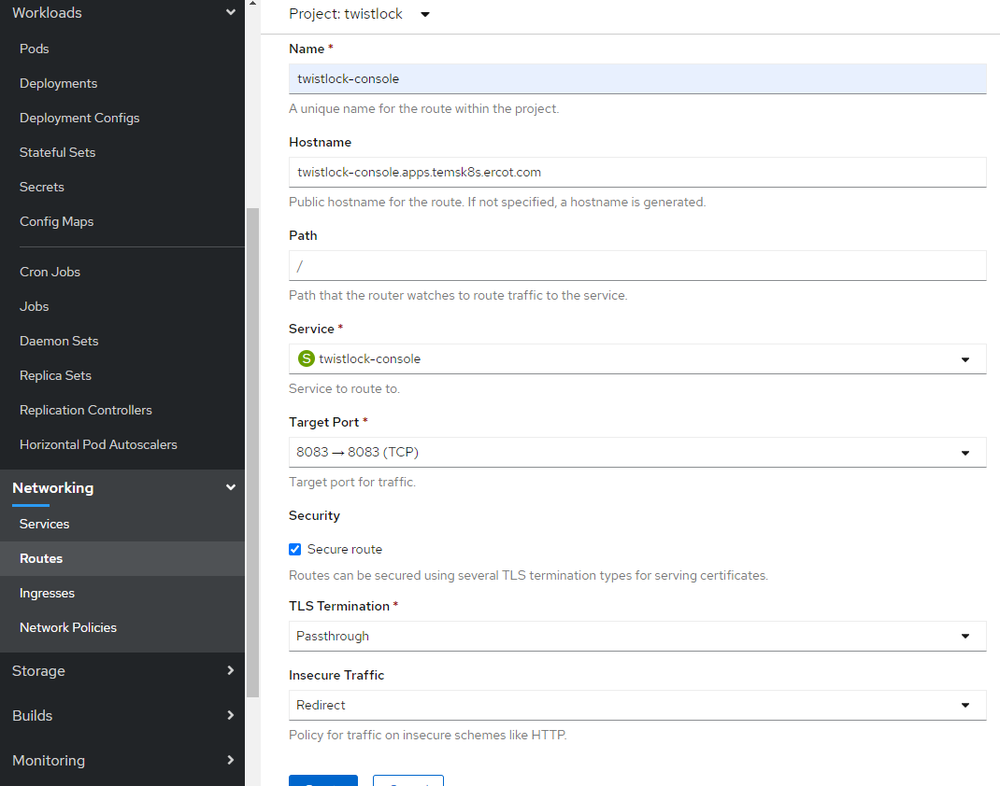 Workloads
Pods
Deployments
Deployment Configs
Stateful Sets
Secrets
Config Maps
Cron Jobs
Jobs
Daemon Sets
Replica Sets
Replication Controllers
Horizontal Pod Autoscalers
Networking
Services
Routes
Ingresses
Network Policies
Storage
Builds
Monitoring
Project: twistlock
Name *
twistlock-console
A unique name for the route within the project.
Hostname
twistlock-console.apps.temsk8s.ercot.com
Public hostname for the route. If not specified, a hostname is generated.
Path
/
Path that the router watches to route traffic to the service.
Service *
S twistlock-console
Service to route to.
Target Port *
8083 → 8083 (TCP)
Target port for traffic.
Security
Secure route
Routes can be secured using several TLS termination types for serving certificates.
TLS Termination *
Passthrough
Insecure Traffic
Redirect
Policy for traffic on insecure schemes like HTTP.